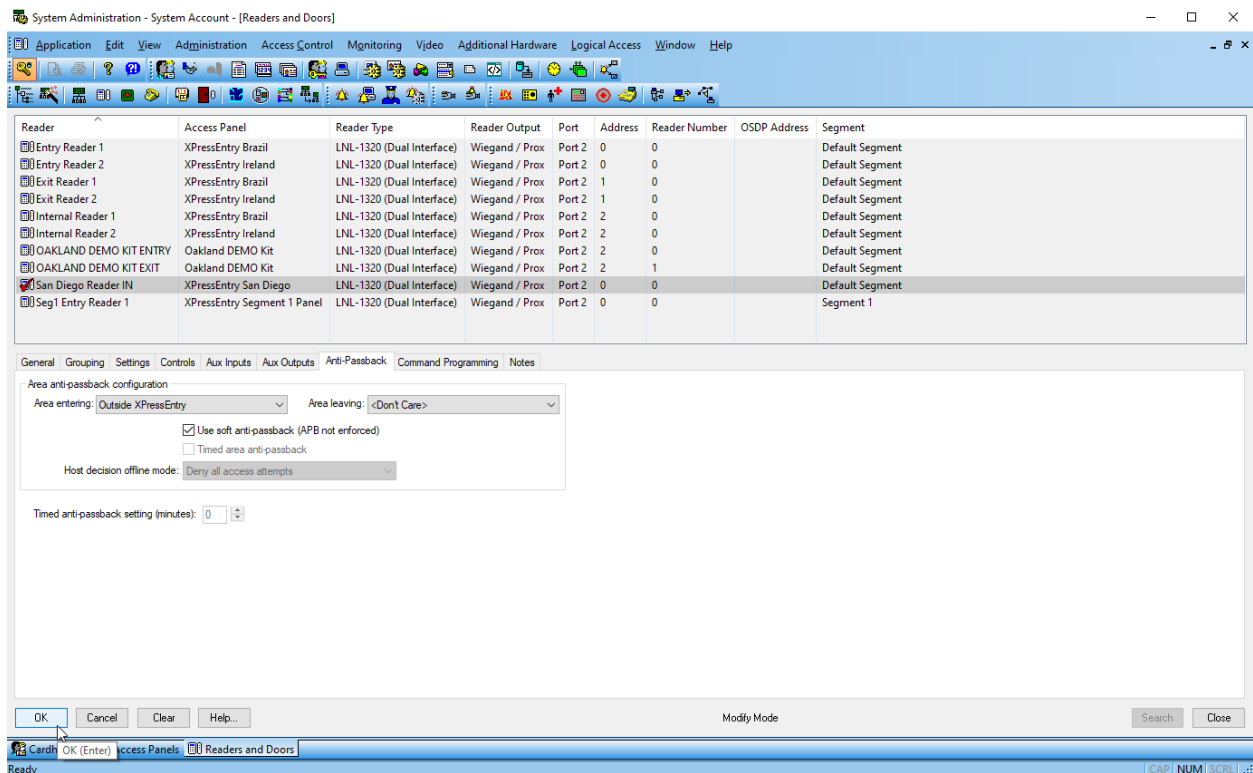 System Administration - System Account - [Readers and Doors]
Application Edit View Administration Access Control Monitoring Video Additional Hardware Logical Access Window Help
Reader Access Panel Reader Type Reader Output Port Address Reader Number OSDP Address Segment
Entry Reader 1 XPressEntry Brazil LNL-1320 (Dual Interface) Wiegand / Prox Port 2 0 0 Default Segment
Entry Reader 2 XPressEntry Ireland LNL-1320 (Dual Interface) Wiegand / Prox Port 2 0 0 Default Segment
Exit Reader 1 XPressEntry Brazil LNL-1320 (Dual Interface) Wiegand / Prox Port 2 1 0 Default Segment
Exit Reader 2 XPressEntry Ireland LNL-1320 (Dual Interface) Wiegand / Prox Port 2 1 0 Default Segment
Internal Reader 1 XPressEntry Brazil LNL-1320 (Dual Interface) Wiegand / Prox Port 2 2 0 Default Segment
Internal Reader 2 XPressEntry Ireland LNL-1320 (Dual Interface) Wiegand / Prox Port 2 2 0 Default Segment
OAKLAND DEMO KIT ENTRY Oakland DEMO Kit LNL-1320 (Dual Interface) Wiegand / Prox Port 2 2 0 Default Segment
OAKLAND DEMO KIT EXIT Oakland DEMO Kit LNL-1320 (Dual Interface) Wiegand / Prox Port 2 2 1 Default Segment
San Diego Reader IN XPressEntry San Diego LNL-1320 (Dual Interface) Wiegand / Prox Port 2 0 0 Default Segment
Seg1 Entry Reader 1 XPressEntry Segment 1 Panel LNL-1320 (Dual Interface) Wiegand / Prox Port 2 0 0 Segment 1
General Grouping Settings Controls Aux Inputs Aux Outputs Anti-Passback Command Programming Notes
Area anti-passback configuration
Area entering: Outside XPressEntry Area leaving: <Don't Care>
Use soft anti-passback (APB not enforced)
Timed area anti-passback
Host decision offline mode: Deny all access attempts
Timed anti-passback setting (minutes): 0
OK Cancel Clear Help... Modify Mode Search Close
Cardh OK (Enter) ccess Panels Readers and Doors
Ready CAP NUM SCRL